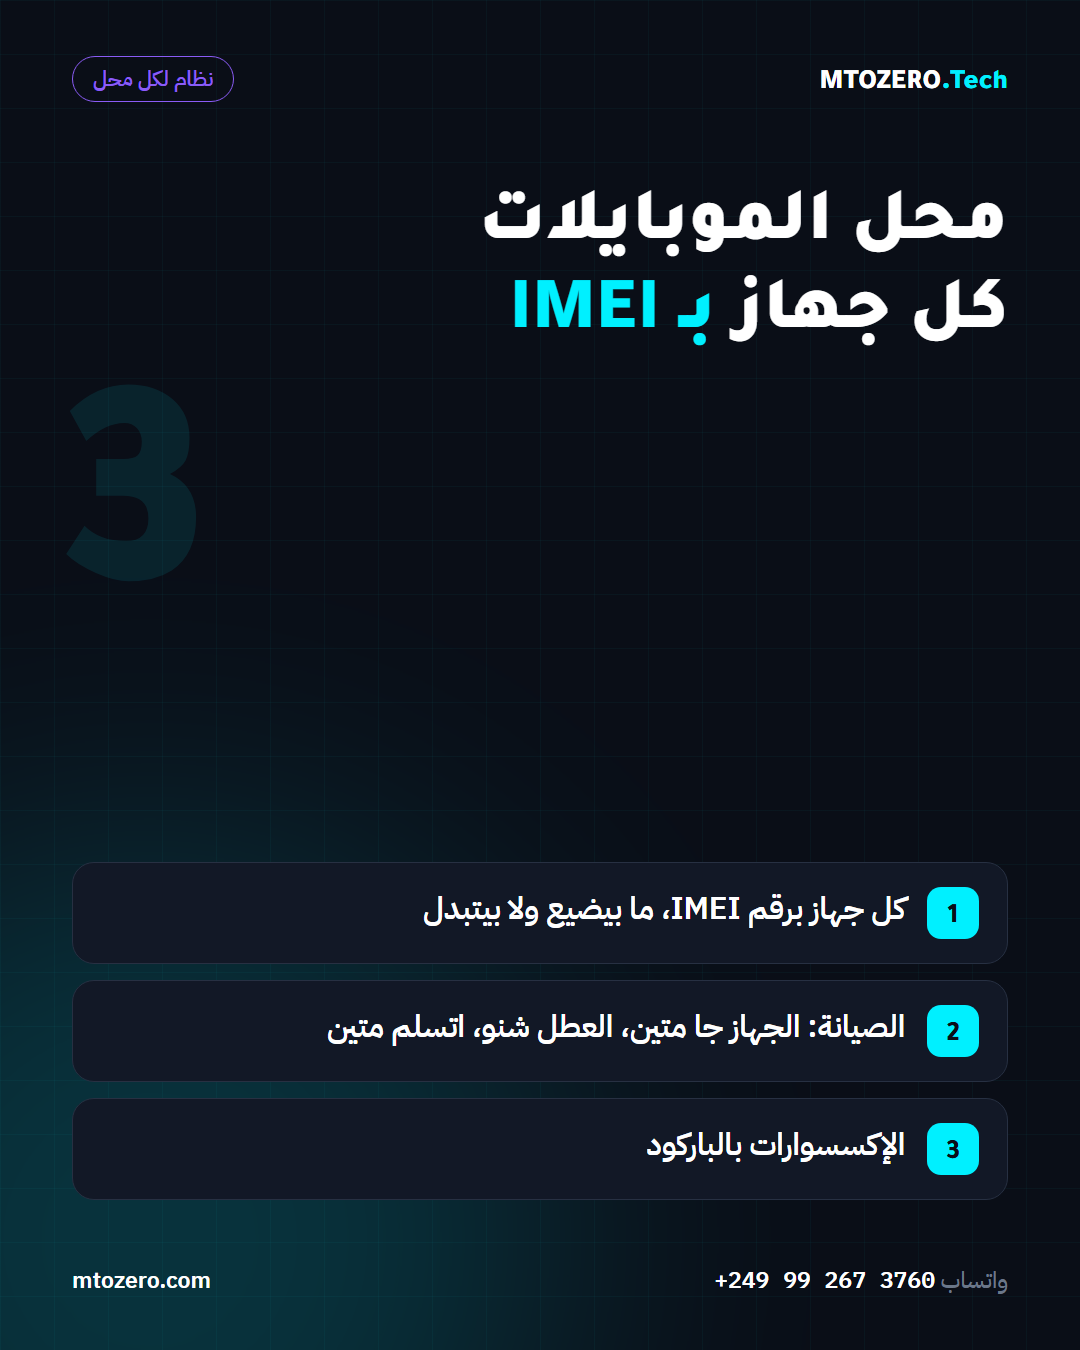 MTOZERO.Tech
نظام لكل محل
محل الموبايلات
كل جهاز بـ IMEI
3
1 كل جهاز برقم IMEI، ما بيضيع ولا بيتبدل
2 الصيانة: الجهاز جا متين، العطل شنو، اتسلم متين
3 الإكسسوارات بالباركود
واتساب +249 99 267 3760
mtozero.com